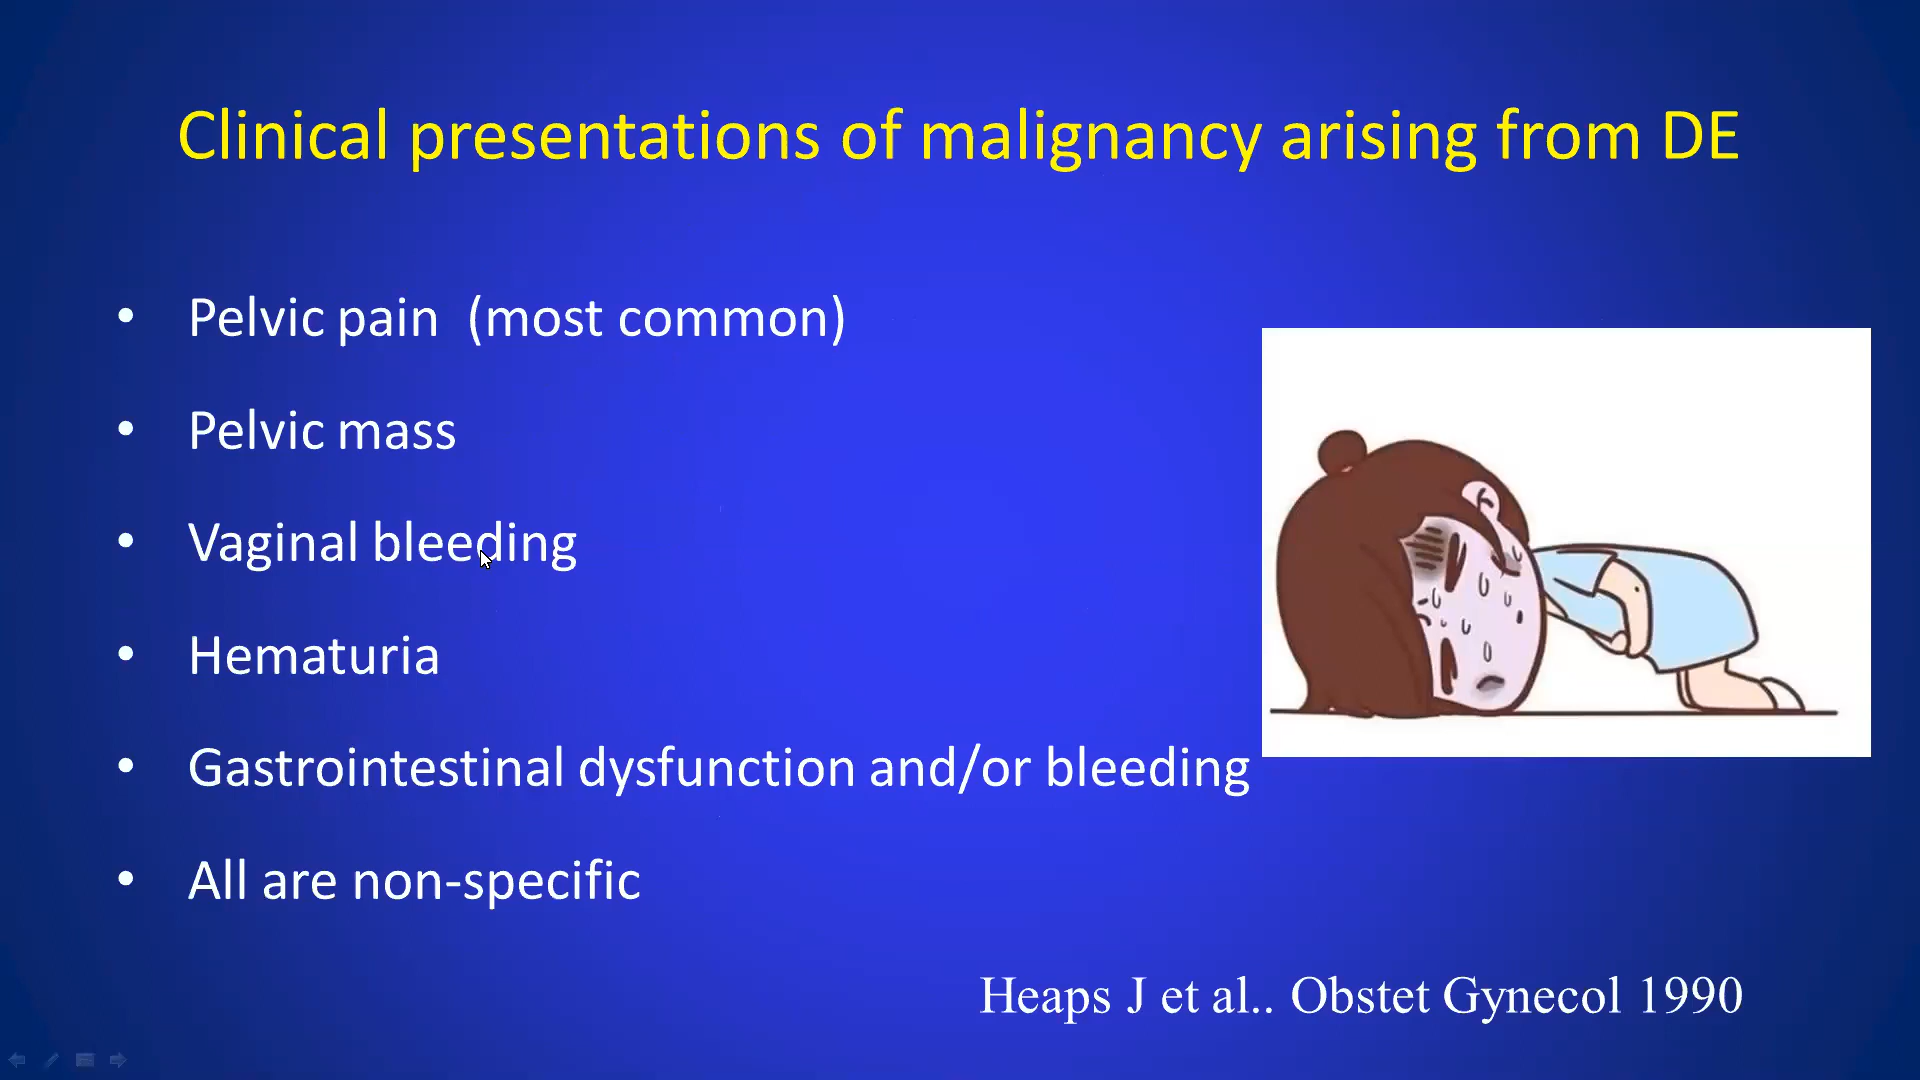 Clinical presentations of malignancy arising from DE
• Pelvic pain (most common)
• Pelvic mass
• Vaginal bleeding
• Hematuria
• Gastrointestinal dysfunction and/or bleeding
• All are non-specific
Heaps J et al.. Obstet Gynecol 1990